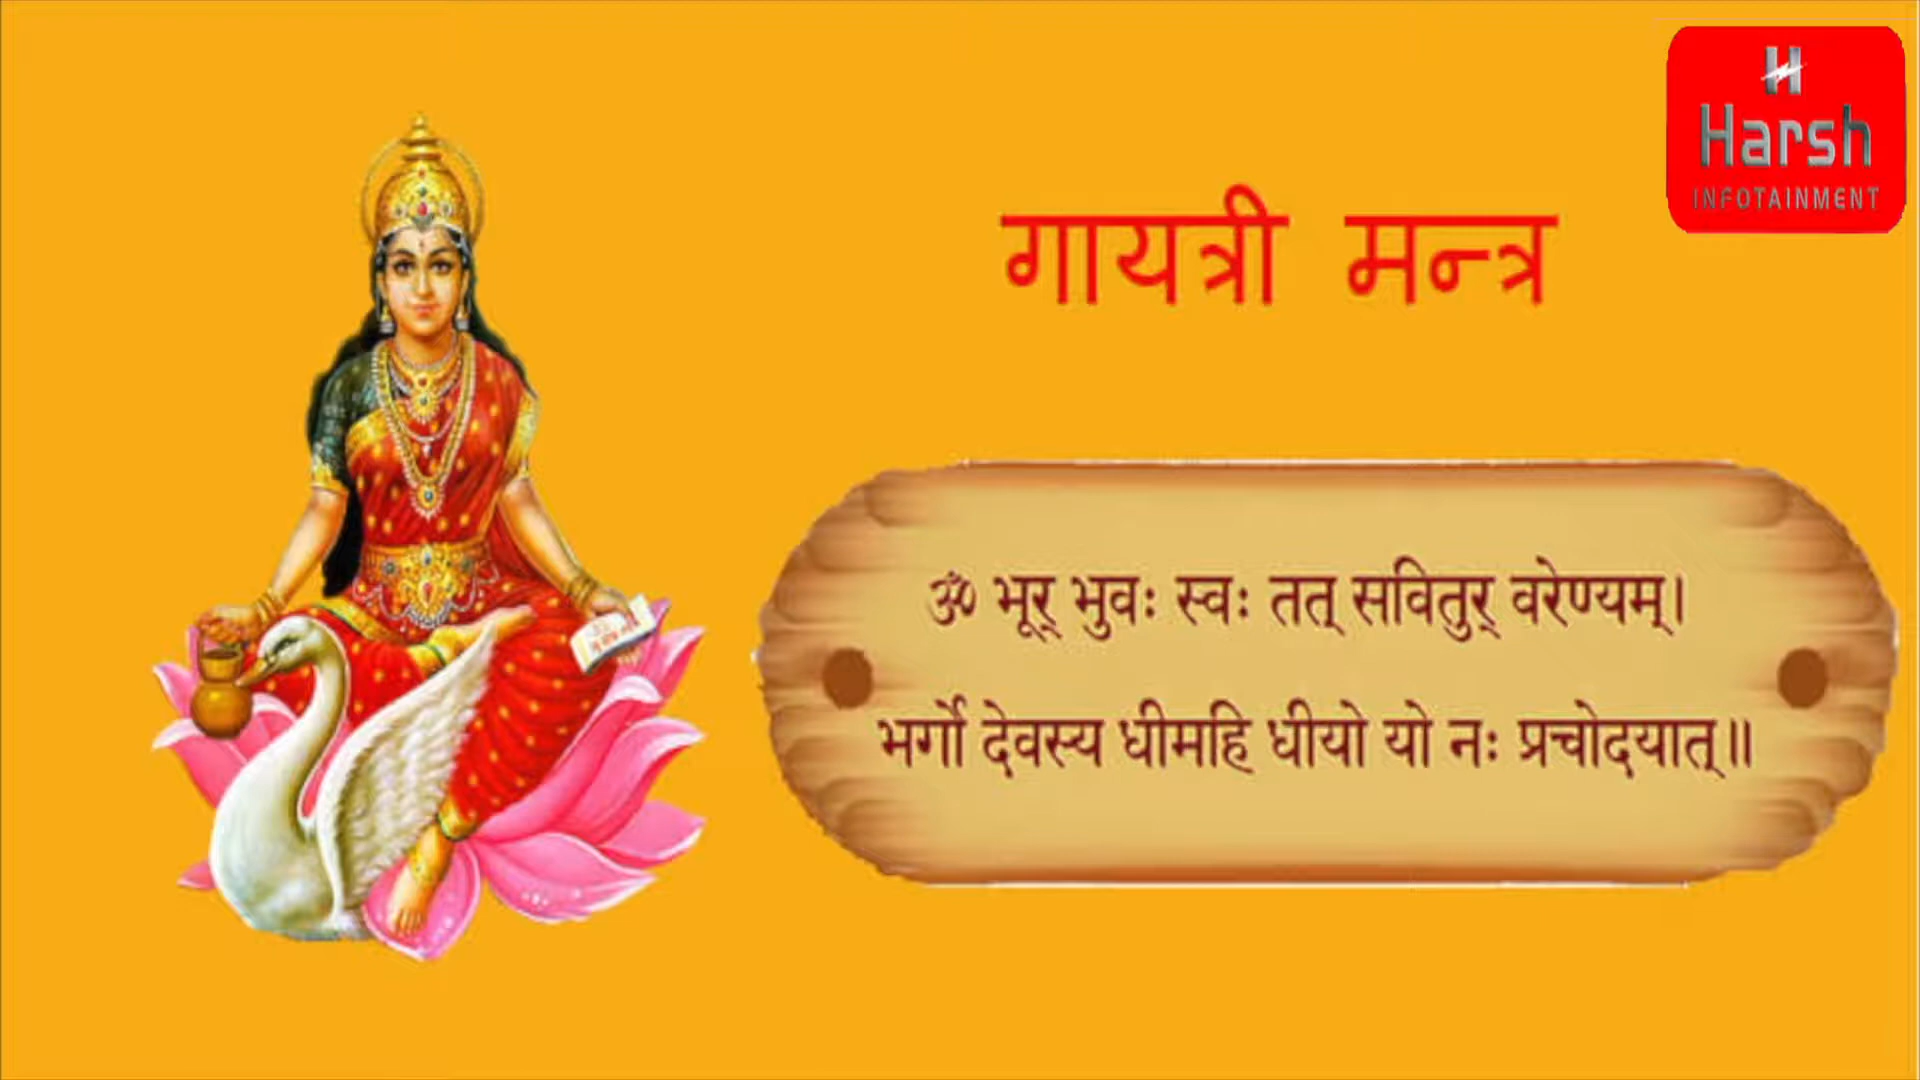 H
Harsh
INFOTAINMENT
गायत्री मन्त्र
ॐ भूर् भुवः स्वः तत् सवितुर् वरेण्यम्।
भर्गो देवस्य धीमहि धीयो यो नः प्रचोदयात्॥